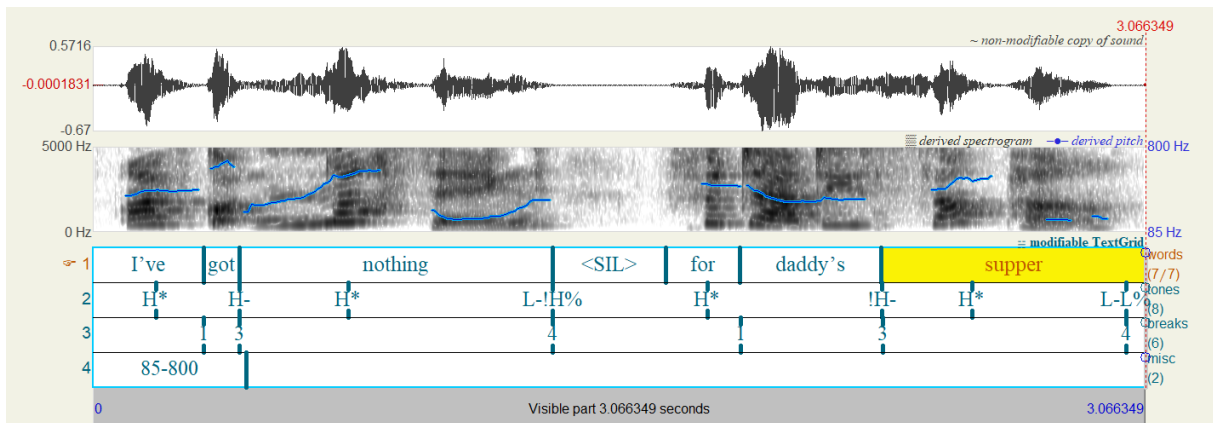 3.066349
0.5716
~ non-modifiable copy of sound
-0.0001831
-0.67
5000 Hz
derived spectrogram derived pitch
800 Hz
0 Hz
85 Hz
modifiable TextGrid
1 I've got nothing <SIL> for daddy's supper words (7/7)
2 H* H- H* L-!H% H* !H- H* L-L% tones (8)
3 1 3 4 1 3 4 breaks (6)
4 85-800 misc (2)
0 Visible part 3.066349 seconds 3.066349